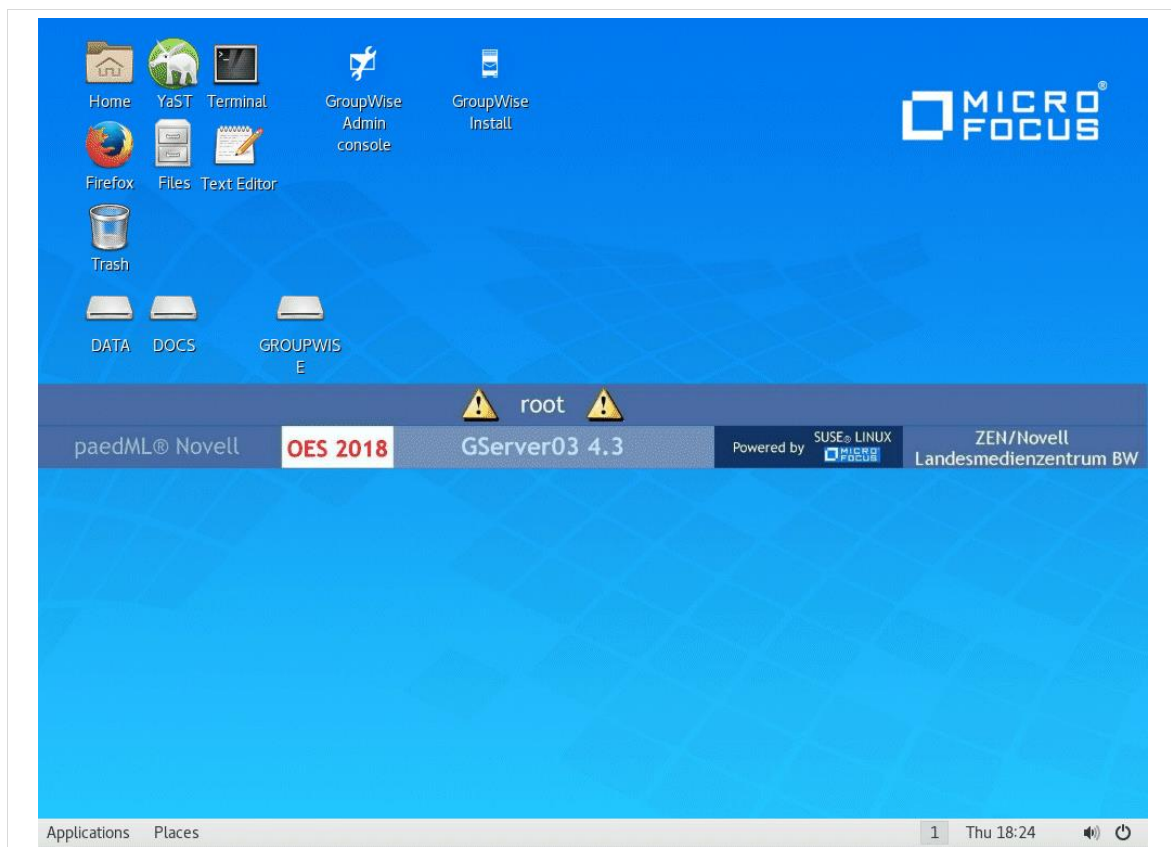 Home
YaST
Terminal
GroupWise
Admin
console
GroupWise
Install
MICRO
FOCUS®
Firefox
Files
Text Editor
Trash
DATA
DOCS
GROUPWIS
E
root
paedML® Novell
OES 2018
GServer03 4.3
Powered by
SUSE® LINUX
MICRO
FOCUS
ZEN/Novell
Landesmedienzentrum BW
Applications
Places
1
Thu 18:24